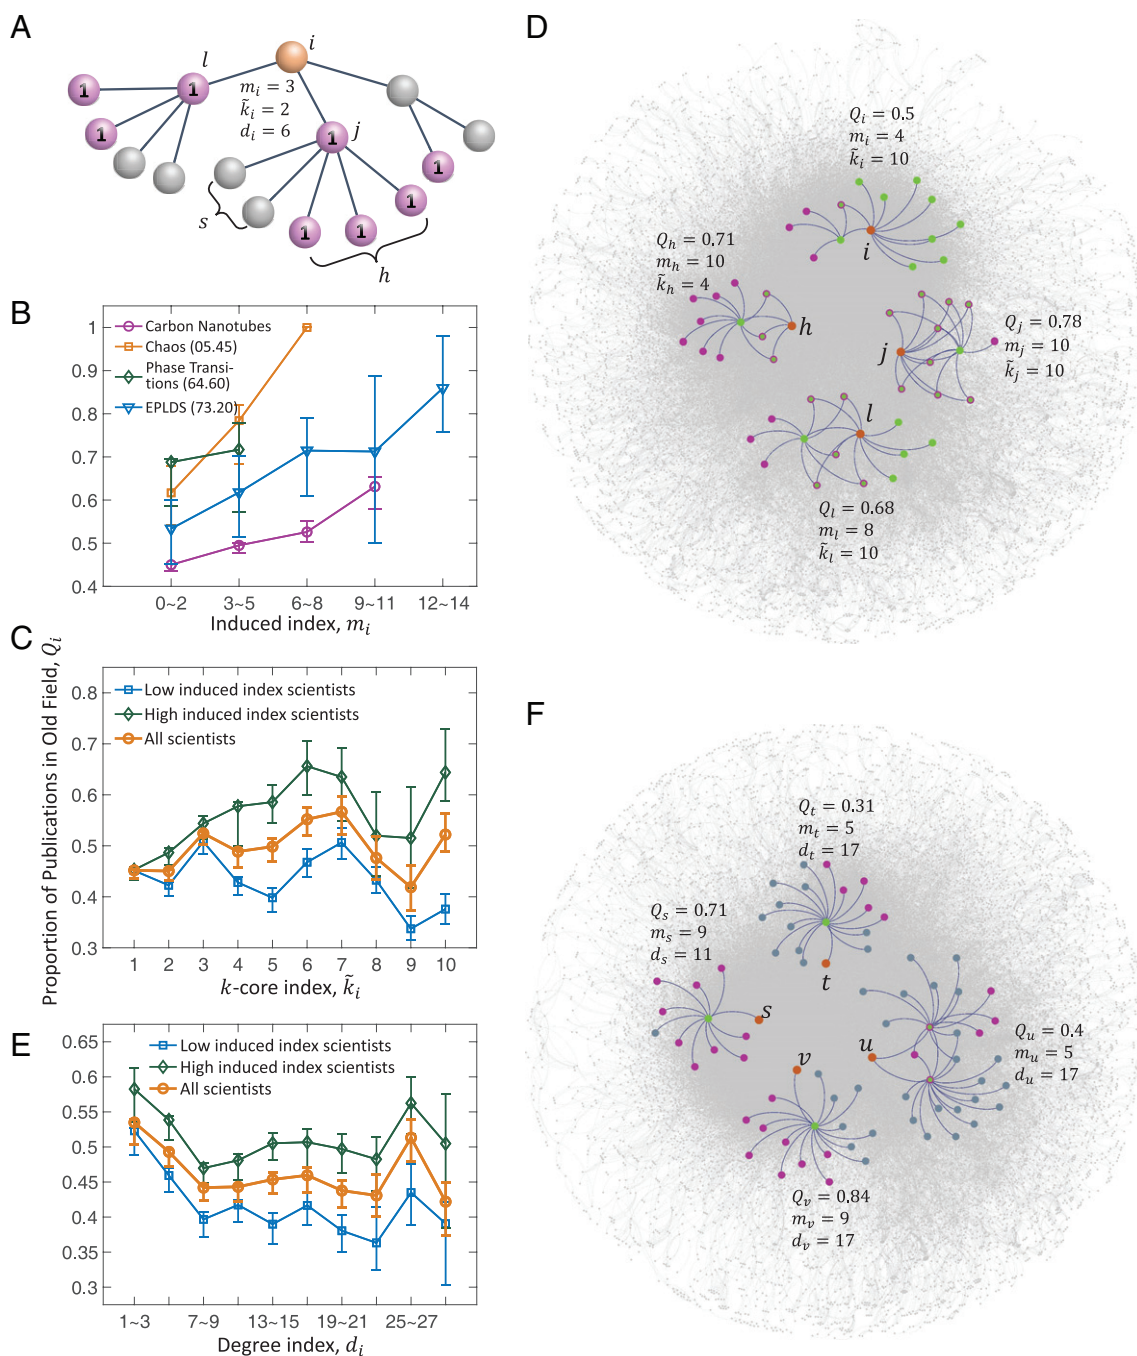 A
i
l
m_i = 3
k̃_i = 2
d_i = 6
1
1
1
1
1
1
1
1
j
s
h
B
Carbon Nanotubes
Chaos (05.45)
Phase Transi-
tions (64.60)
EPLDS (73.20)
1
0.9
0.8
0.7
0.6
0.5
0.4
0~2
3~5
6~8
9~11
12~14
Induced index, m_i
Proportion of Publications in Old Field, Q_i
C
Low induced index scientists
High induced index scientists
All scientists
0.8
0.7
0.6
0.5
0.4
0.3
1
2
3
4
5
6
7
8
9
10
k-core index, k̃_i
E
Low induced index scientists
High induced index scientists
All scientists
0.65
0.6
0.55
0.5
0.45
0.4
0.35
0.3
1~3
7~9
13~15
19~21
25~27
Degree index, d_i
D
Q_i = 0.5
m_i = 4
k̃_i = 10
i
Q_h = 0.71
m_h = 10
k̃_h = 4
h
Q_j = 0.78
m_j = 10
k̃_j = 10
j
l
Q_l = 0.68
m_l = 8
k̃_l = 10
F
Q_t = 0.31
m_t = 5
d_t = 17
t
Q_s = 0.71
m_s = 9
d_s = 11
s
u
Q_u = 0.4
m_u = 5
d_u = 17
v
Q_v = 0.84
m_v = 9
d_v = 17